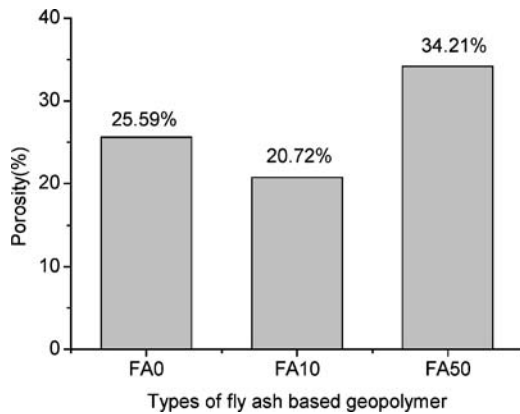 40
34.21%
30
25.59%
20.72%
20
10
0
Porosity(%)
FA0 FA10 FA50
Types of fly ash based geopolymer